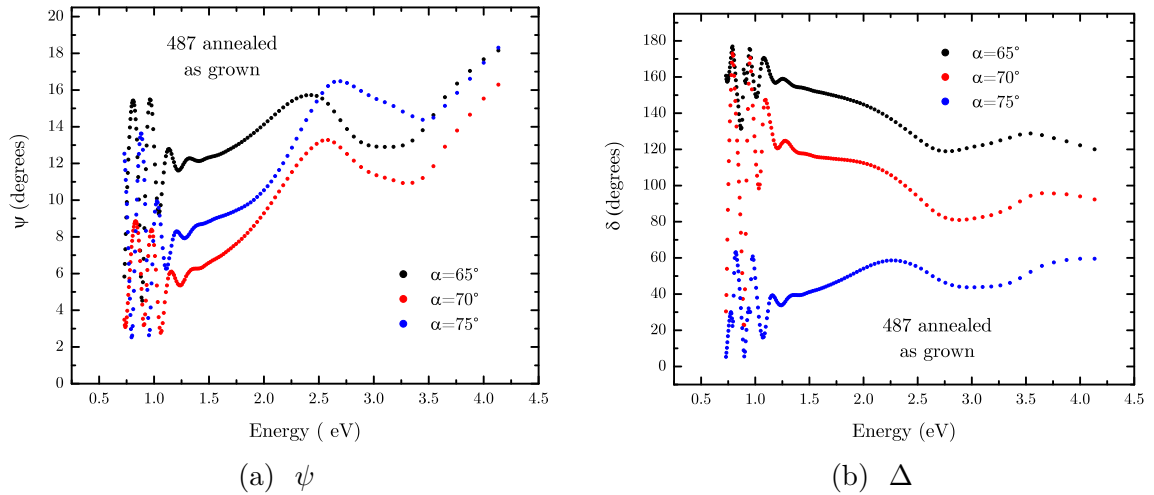 20
18
16
14
12
10
8
6
4
2
0
ψ (degrees)
487 annealed
as grown
α=65°
α=70°
α=75°
0.5 1.0 1.5 2.0 2.5 3.0 3.5 4.0 4.5
Energy ( eV)
(a) ψ
180
160
140
120
100
80
60
40
20
0
δ (degrees)
α=65°
α=70°
α=75°
487 annealed
as grown
0.5 1.0 1.5 2.0 2.5 3.0 3.5 4.0 4.5
Energy (eV)
(b) Δ